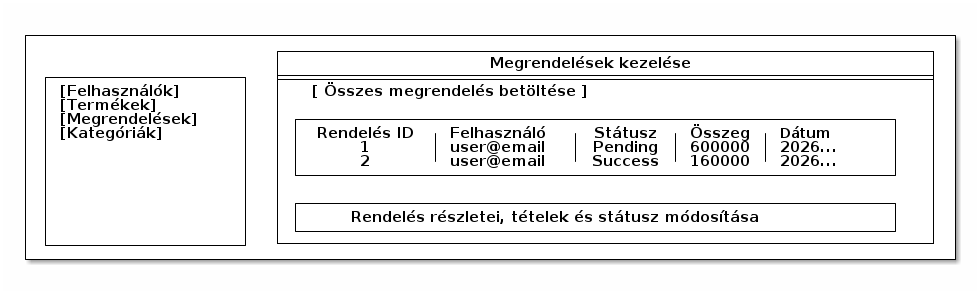 Megrendelések kezelése
[Felhasználók]
[Termékek]
[Megrendelések]
[Kategóriák]
[ Összes megrendelés betöltése ]
Rendelés ID Felhasználó Státusz Összeg Dátum
1 user@email Pending 600000 2026...
2 user@email Success 160000 2026...
Rendelés részletei, tételek és státusz módosítása